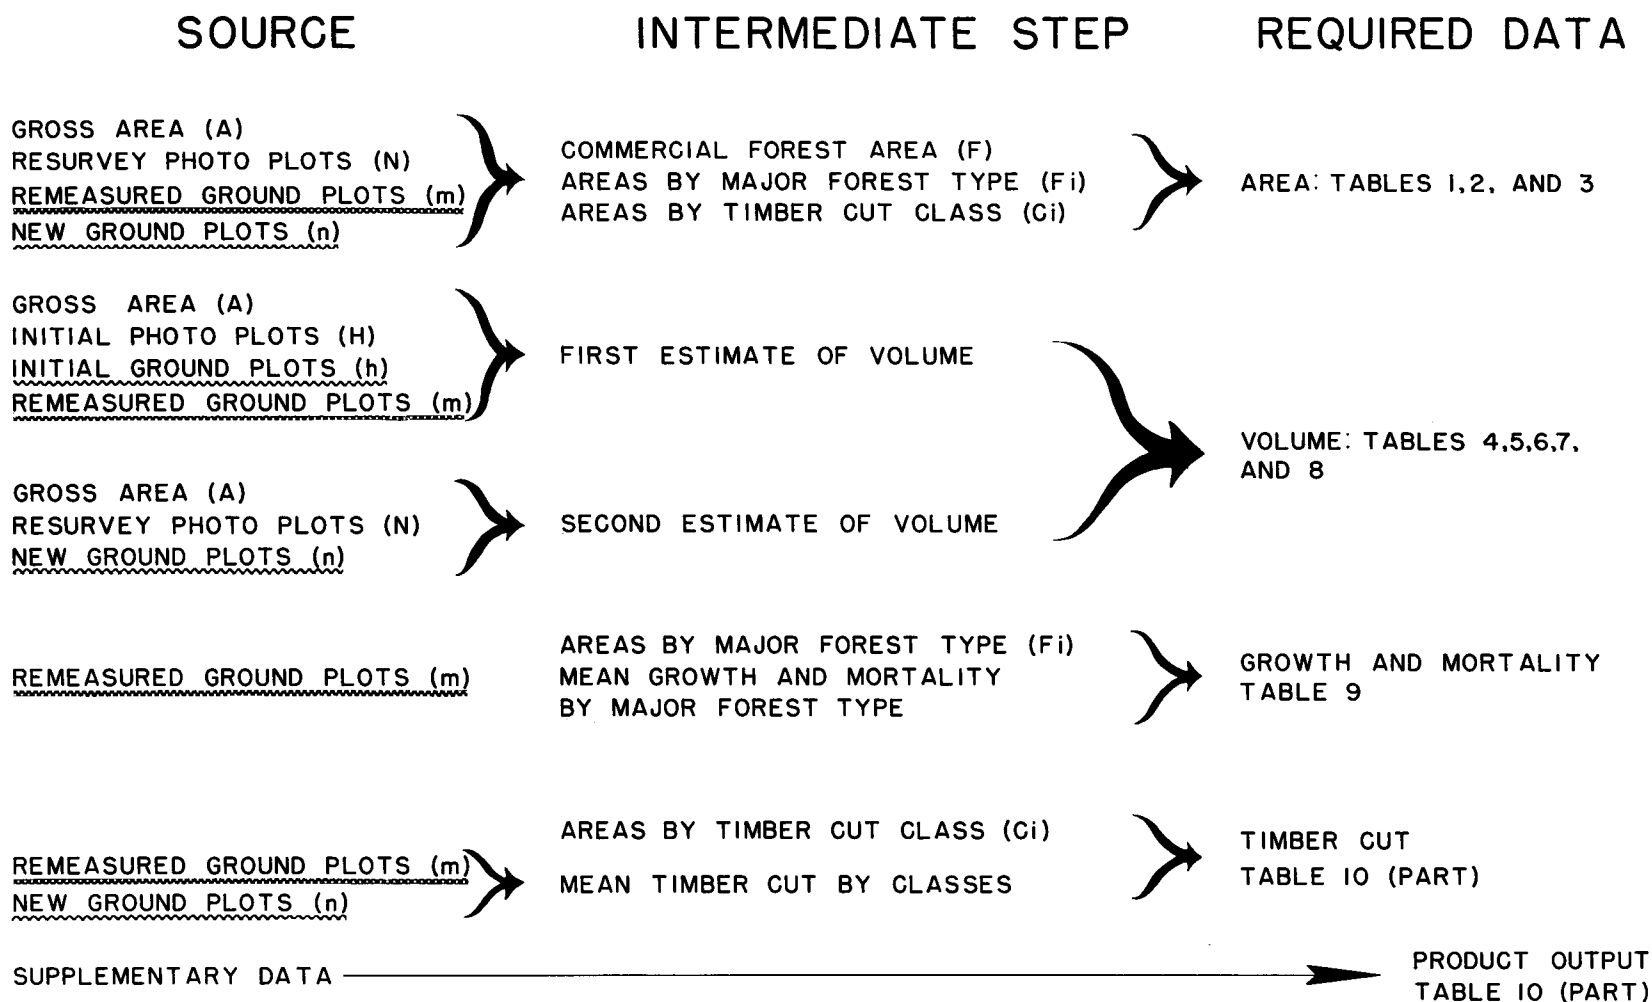 SOURCE
INTERMEDIATE STEP
REQUIRED DATA
GROSS AREA (A)
RESURVEY PHOTO PLOTS (N)
REMEASURED GROUND PLOTS (m)
NEW GROUND PLOTS (n)
COMMERCIAL FOREST AREA (F)
AREAS BY MAJOR FOREST TYPE (Fi)
AREAS BY TIMBER CUT CLASS (Ci)
AREA: TABLES 1,2, AND 3
GROSS AREA (A)
INITIAL PHOTO PLOTS (H)
INITIAL GROUND PLOTS (h)
REMEASURED GROUND PLOTS (m)
FIRST ESTIMATE OF VOLUME
GROSS AREA (A)
RESURVEY PHOTO PLOTS (N)
NEW GROUND PLOTS (n)
SECOND ESTIMATE OF VOLUME
VOLUME: TABLES 4,5,6,7,
AND 8
REMEASURED GROUND PLOTS (m)
AREAS BY MAJOR FOREST TYPE (Fi)
MEAN GROWTH AND MORTALITY
BY MAJOR FOREST TYPE
GROWTH AND MORTALITY
TABLE 9
REMEASURED GROUND PLOTS (m)
NEW GROUND PLOTS (n)
AREAS BY TIMBER CUT CLASS (Ci)
MEAN TIMBER CUT BY CLASSES
TIMBER CUT
TABLE 10 (PART)
SUPPLEMENTARY DATA
PRODUCT OUTPUT
TABLE 10 (PART)